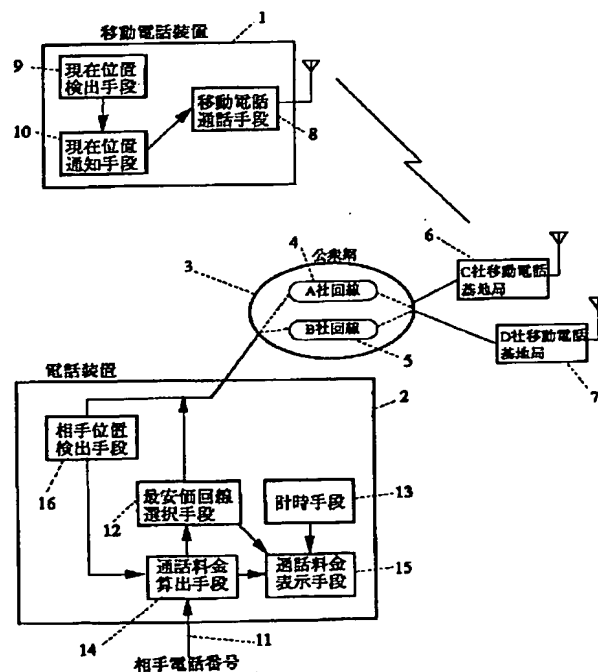 移動電話装置
1
9
現在位置
検出手段
移動電話
通話手段
10
現在位置
通知手段
8
4
6
3
公衆網
A社回線
C社移動電話
基地局
B社回線
D社移動電話
基地局
5
7
電話装置
2
相手位置
検出手段
16
最安価回線
選択手段
計時手段
13
12
通話料金
算出手段
通話料金
表示手段
15
14
11
相手電話番号